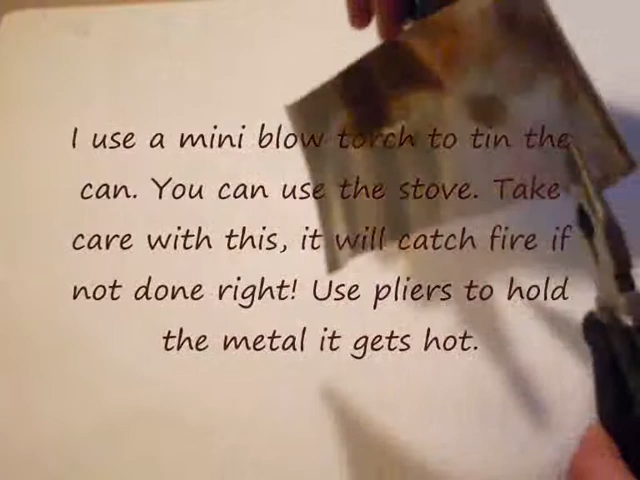 I use a mini blow torch to tin the
can. You can use the stove. Take
care with this, it will catch fire if
not done right! Use pliers to hold
the metal it gets hot.